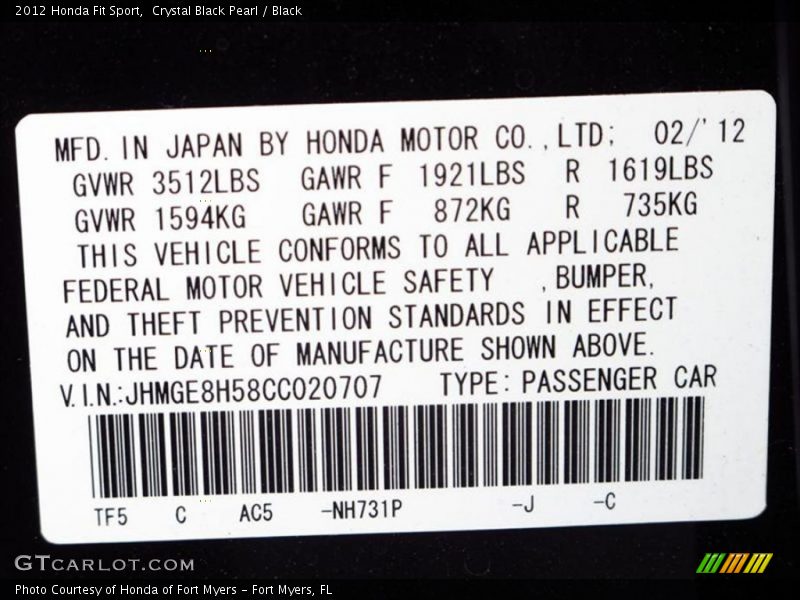 2012 Honda Fit Sport,  Crystal Black Pearl / Black
MFD. IN JAPAN BY HONDA MOTOR CO.,LTD; 02/'12
GVWR 3512LBS GAWR F 1921LBS R 1619LBS
GVWR 1594KG GAWR F 872KG R 735KG
THIS VEHICLE CONFORMS TO ALL APPLICABLE
FEDERAL MOTOR VEHICLE SAFETY ,BUMPER,
AND THEFT PREVENTION STANDARDS IN EFFECT
ON THE DATE OF MANUFACTURE SHOWN ABOVE.
V.I.N.:JHMGE8H58CC020707 TYPE: PASSENGER CAR
TF5 C AC5 -NH731P -J -C
GTCARLOT.COM
Photo Courtesy of Honda of Fort Myers - Fort Myers, FL